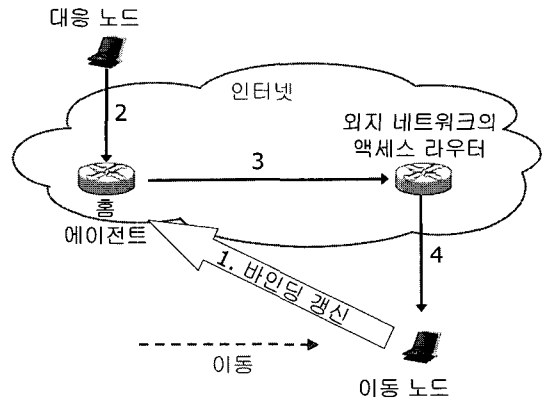 대응 노드
2
인터넷
외지 네트워크의
액세스 라우터
3
홈
에이전트
4
1. 바인딩 갱신
이동
이동 노드